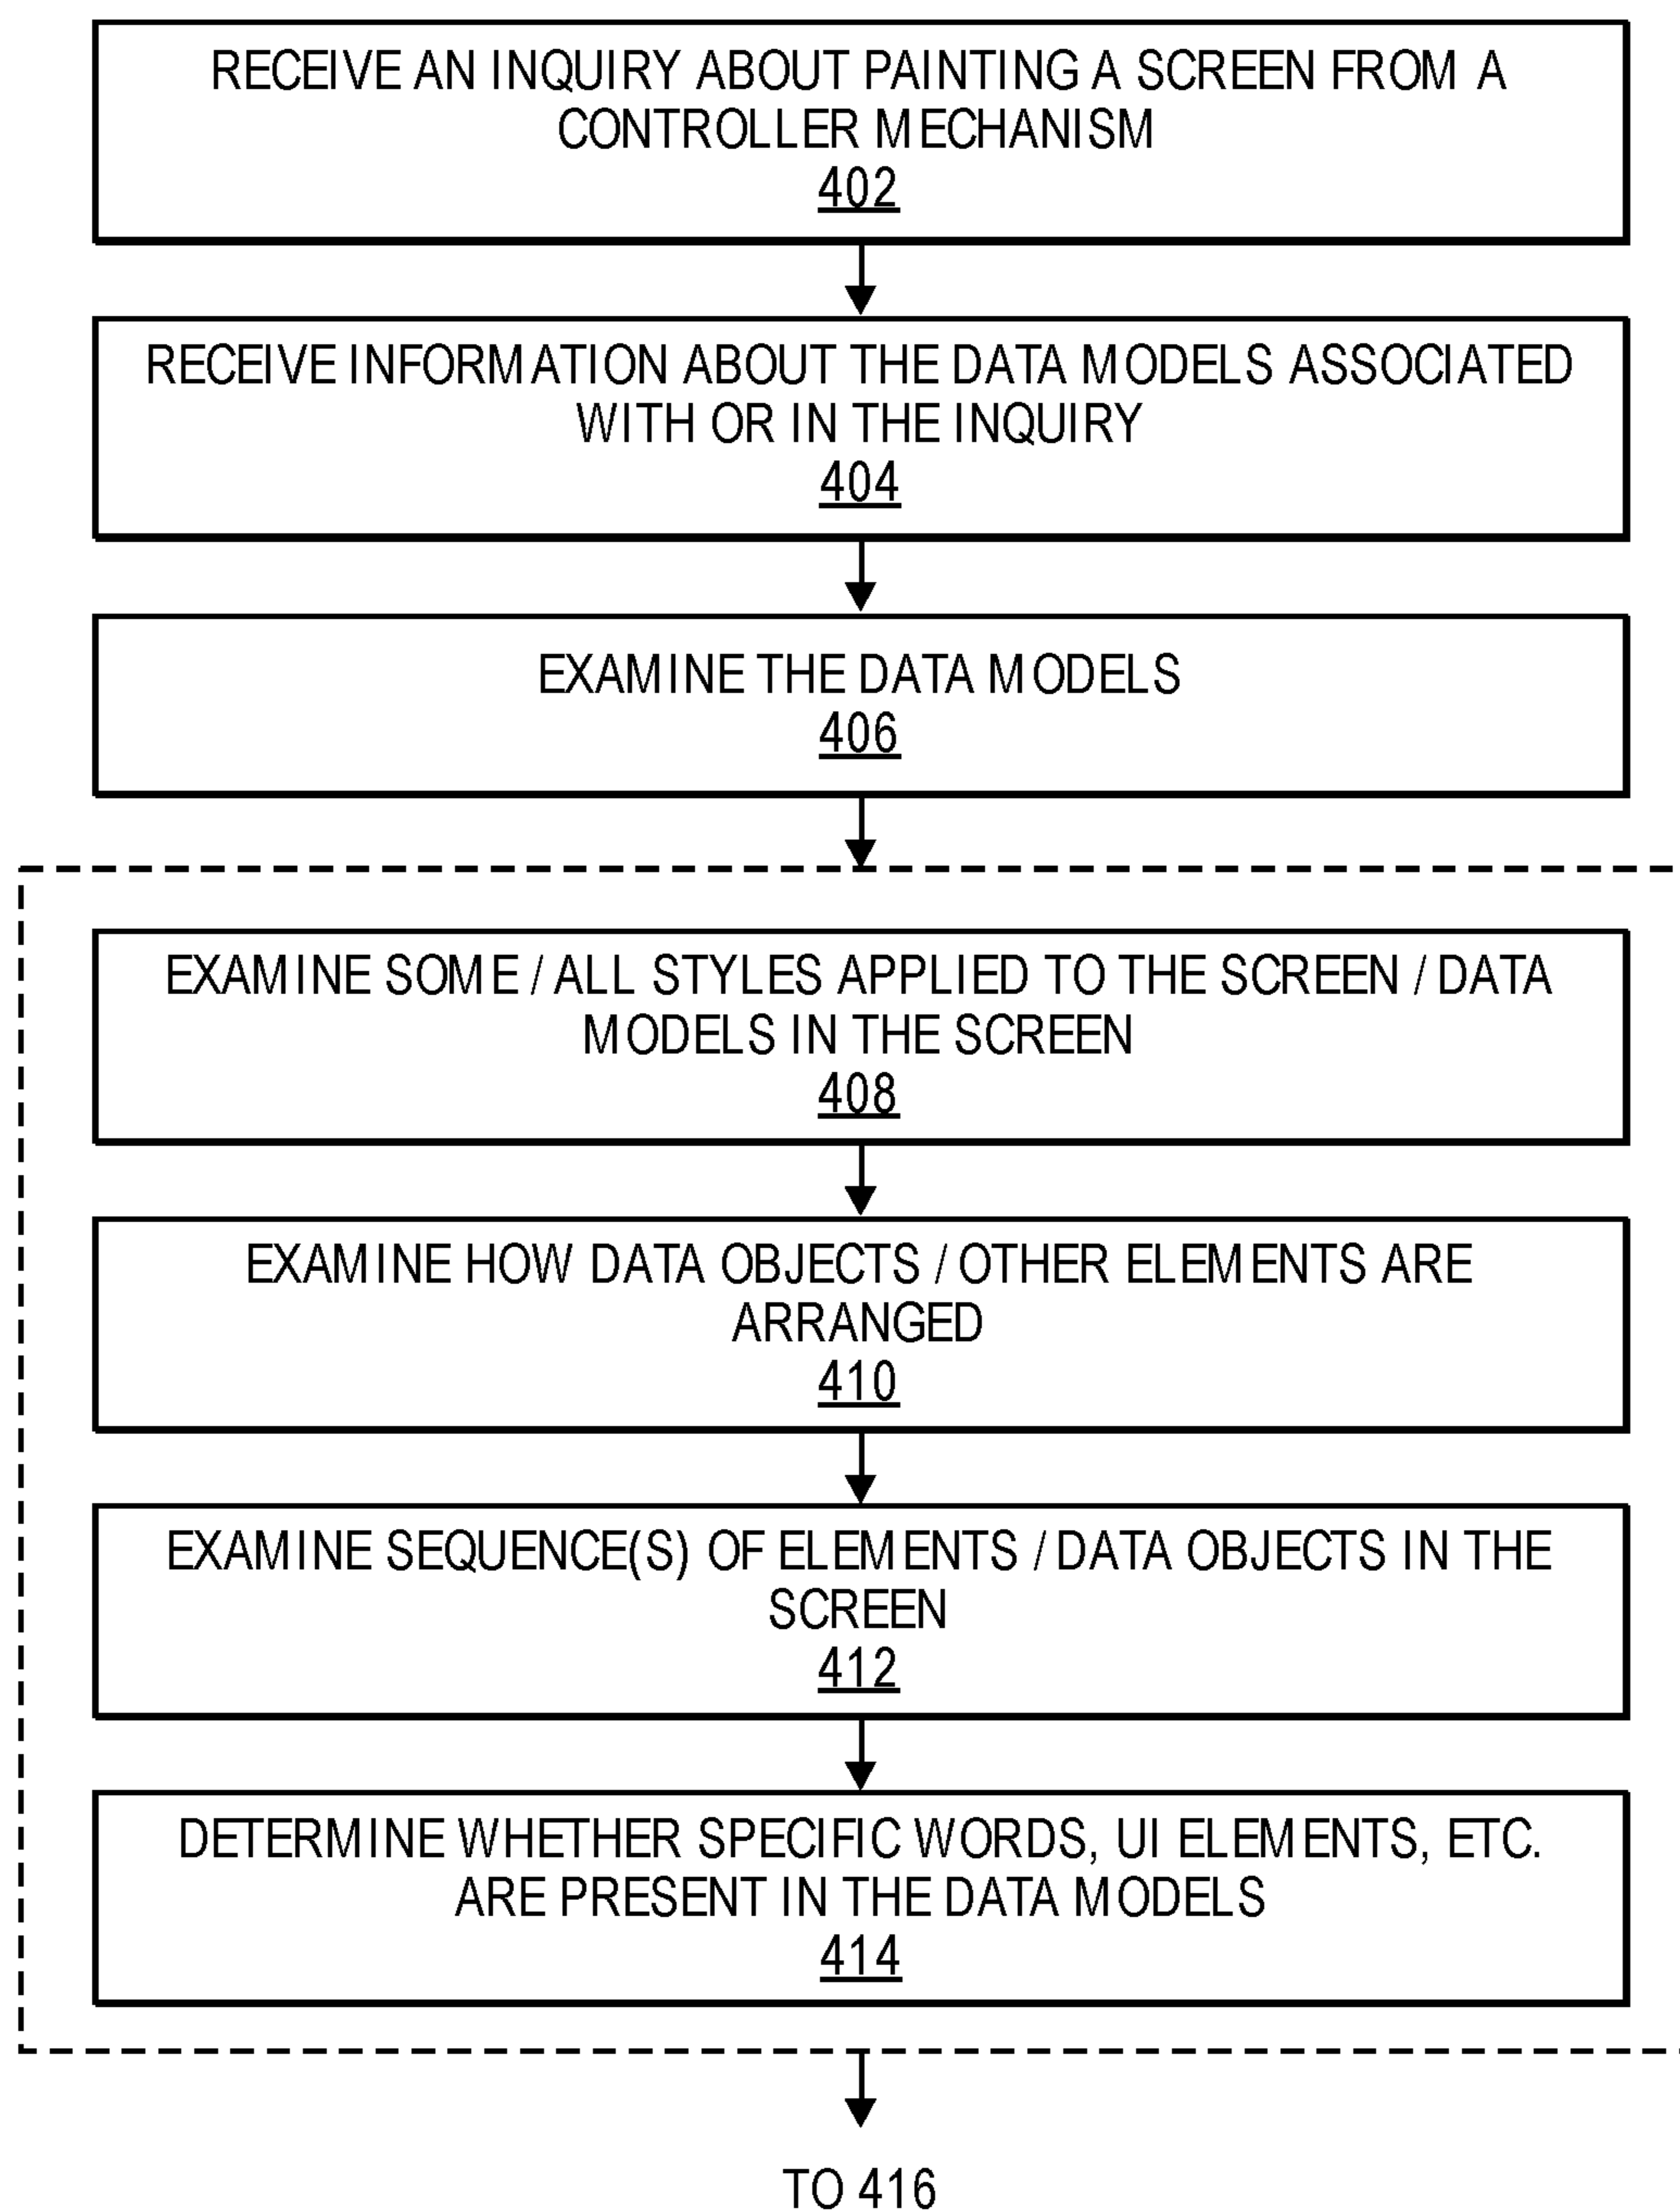 RECEIVE AN INQUIRY ABOUT PAINTING A SCREEN FROM A
CONTROLLER MECHANISM
402
RECEIVE INFORMATION ABOUT THE DATA MODELS ASSOCIATED
WITH OR IN THE INQUIRY
404
EXAMINE THE DATA MODELS
406
EXAMINE SOME / ALL STYLES APPLIED TO THE SCREEN / DATA
MODELS IN THE SCREEN
408
EXAMINE HOW DATA OBJECTS / OTHER ELEMENTS ARE
ARRANGED
410
EXAMINE SEQUENCE(S) OF ELEMENTS / DATA OBJECTS IN THE
SCREEN
412
DETERMINE WHETHER SPECIFIC WORDS, UI ELEMENTS, ETC.
ARE PRESENT IN THE DATA MODELS
414
TO 416